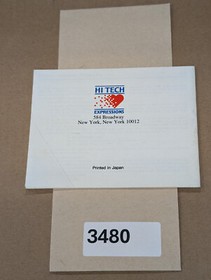 HI TECH
EXPRESSIONS
584 Broadway
New York, New York 10012
Printed in Japan
3480